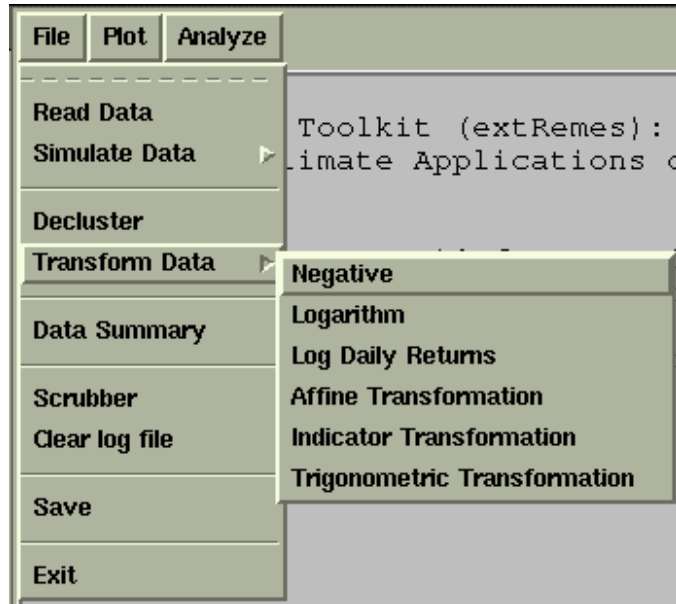 File Plot Analyze
Read Data
Toolkit (extRemes):
Simulate Data
Applications
Decluster
Transform Data
Negative
Logarithm
Data Summary
Log Daily Returns
Scrubber
Affine Transformation
Clear log file
Indicator Transformation
Trigonometric Transformation
Save
Exit